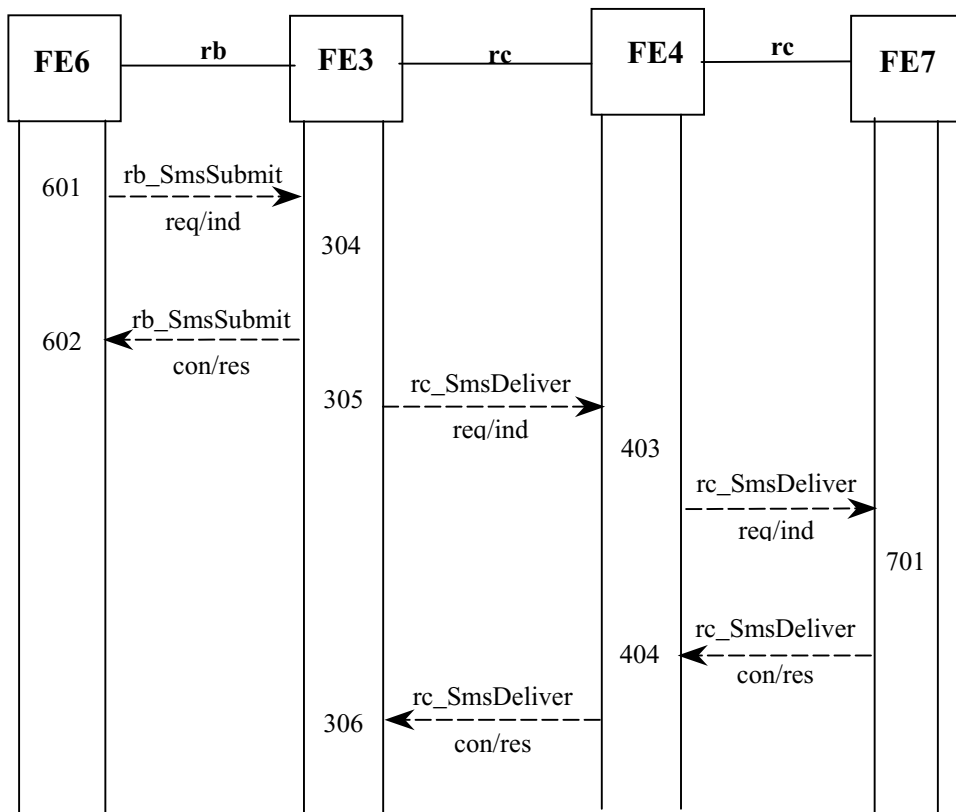 FE6 rb FE3 rc FE4 rc FE7
601 rb_SmsSubmit
req/ind
304
602 rb_SmsSubmit
con/res
305 rc_SmsDeliver
req/ind
403
rc_SmsDeliver
req/ind
701
404 rc_SmsDeliver
con/res
306 rc_SmsDeliver
con/res